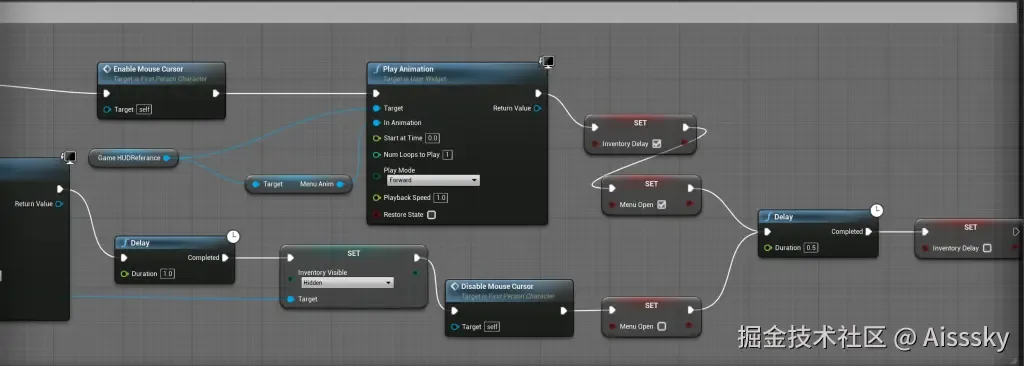 Enable Mouse Cursor
Target is First Person Character
Target self
Play Animation
Target is User Widget
Target
Return Value
In Animation
Start at Time 0.0
Num Loops to Play 1
Play Mode
Forward
Playback Speed 1.0
Restore State
Game HUDReferance
Target Menu Anim
SET
Inventory Delay
SET
Menu Open
Return Value
Delay
Completed
Duration 1.0
SET
Inventory Visible
Hidden
Target
Disable Mouse Cursor
Target is First Person Character
Target self
SET
Menu Open
Delay
Completed
Duration 0.5
SET
Inventory Delay
掘金技术社区 @ Aisssky